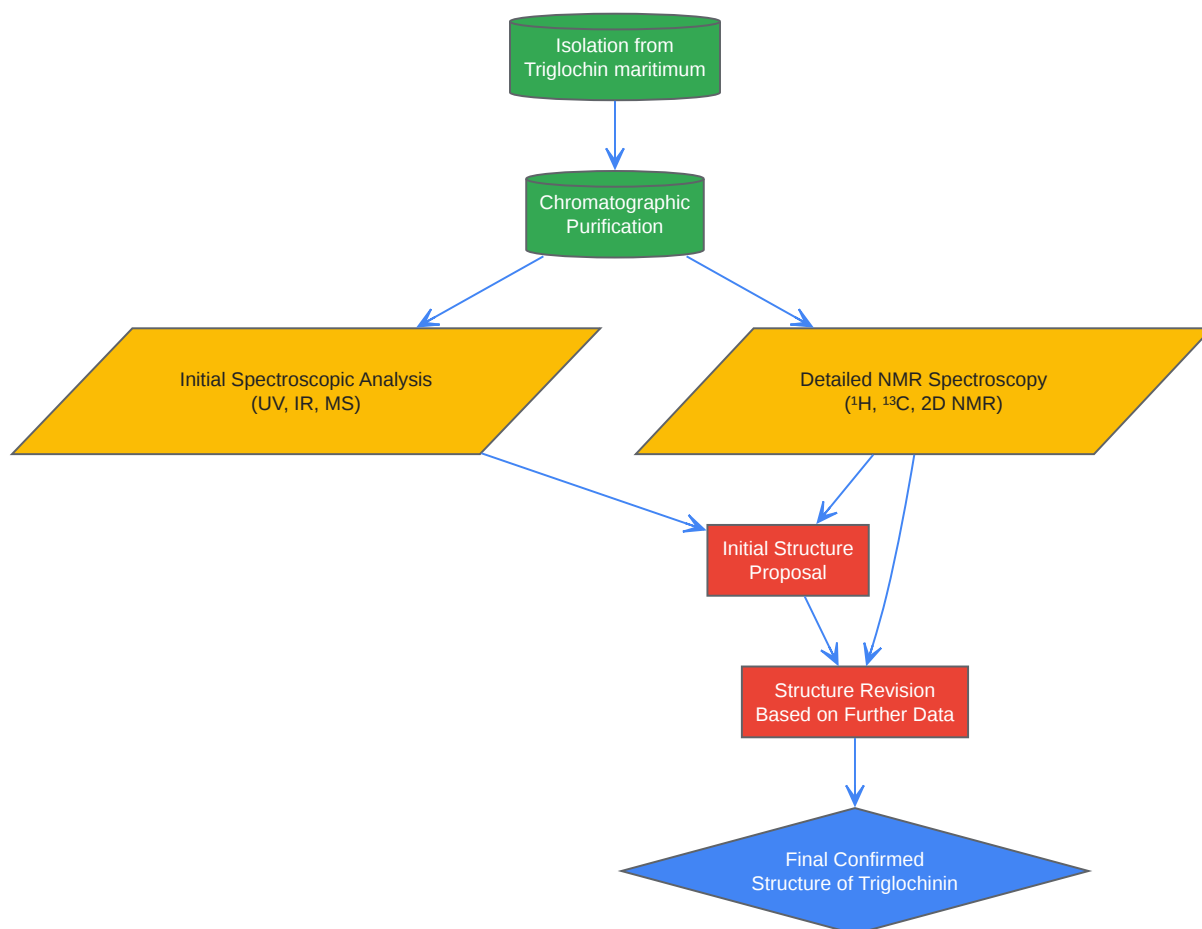 Isolation from
Triglochin maritimum
Chromatographic
Purification
Initial Spectroscopic Analysis
(UV, IR, MS)
Detailed NMR Spectroscopy
(¹H, ¹³C, 2D NMR)
Initial Structure
Proposal
Structure Revision
Based on Further Data
Final Confirmed
Structure of Triglochinin